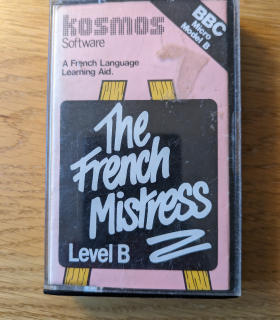 kosmos
Software
A French Language
Learning Aid.
BBC
Micro
Model B
The
French
Mistress
Level B